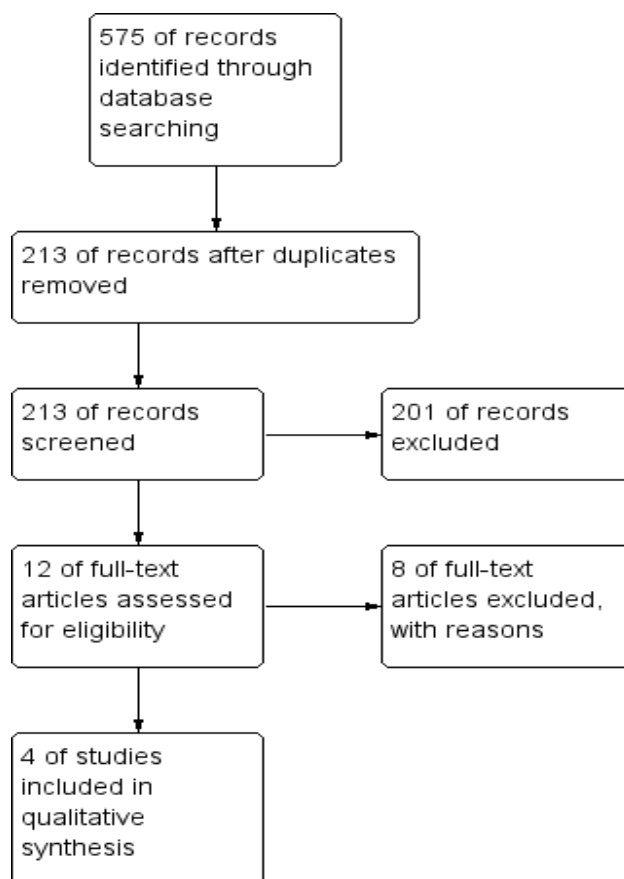 575 of records
identified through
database
searching
213 of records after duplicates
removed
213 of records
screened
201 of records
excluded
12 of full-text
articles assessed
for eligibility
8 of full-text
articles excluded,
with reasons
4 of studies
included in
qualitative
synthesis